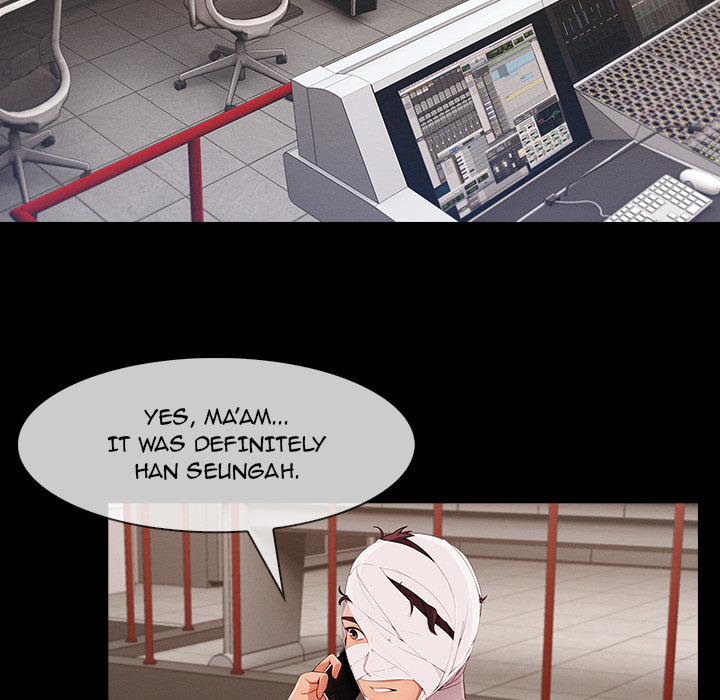 YES, MA'AM...
IT WAS DEFINITELY
HAN SEUNGAH.